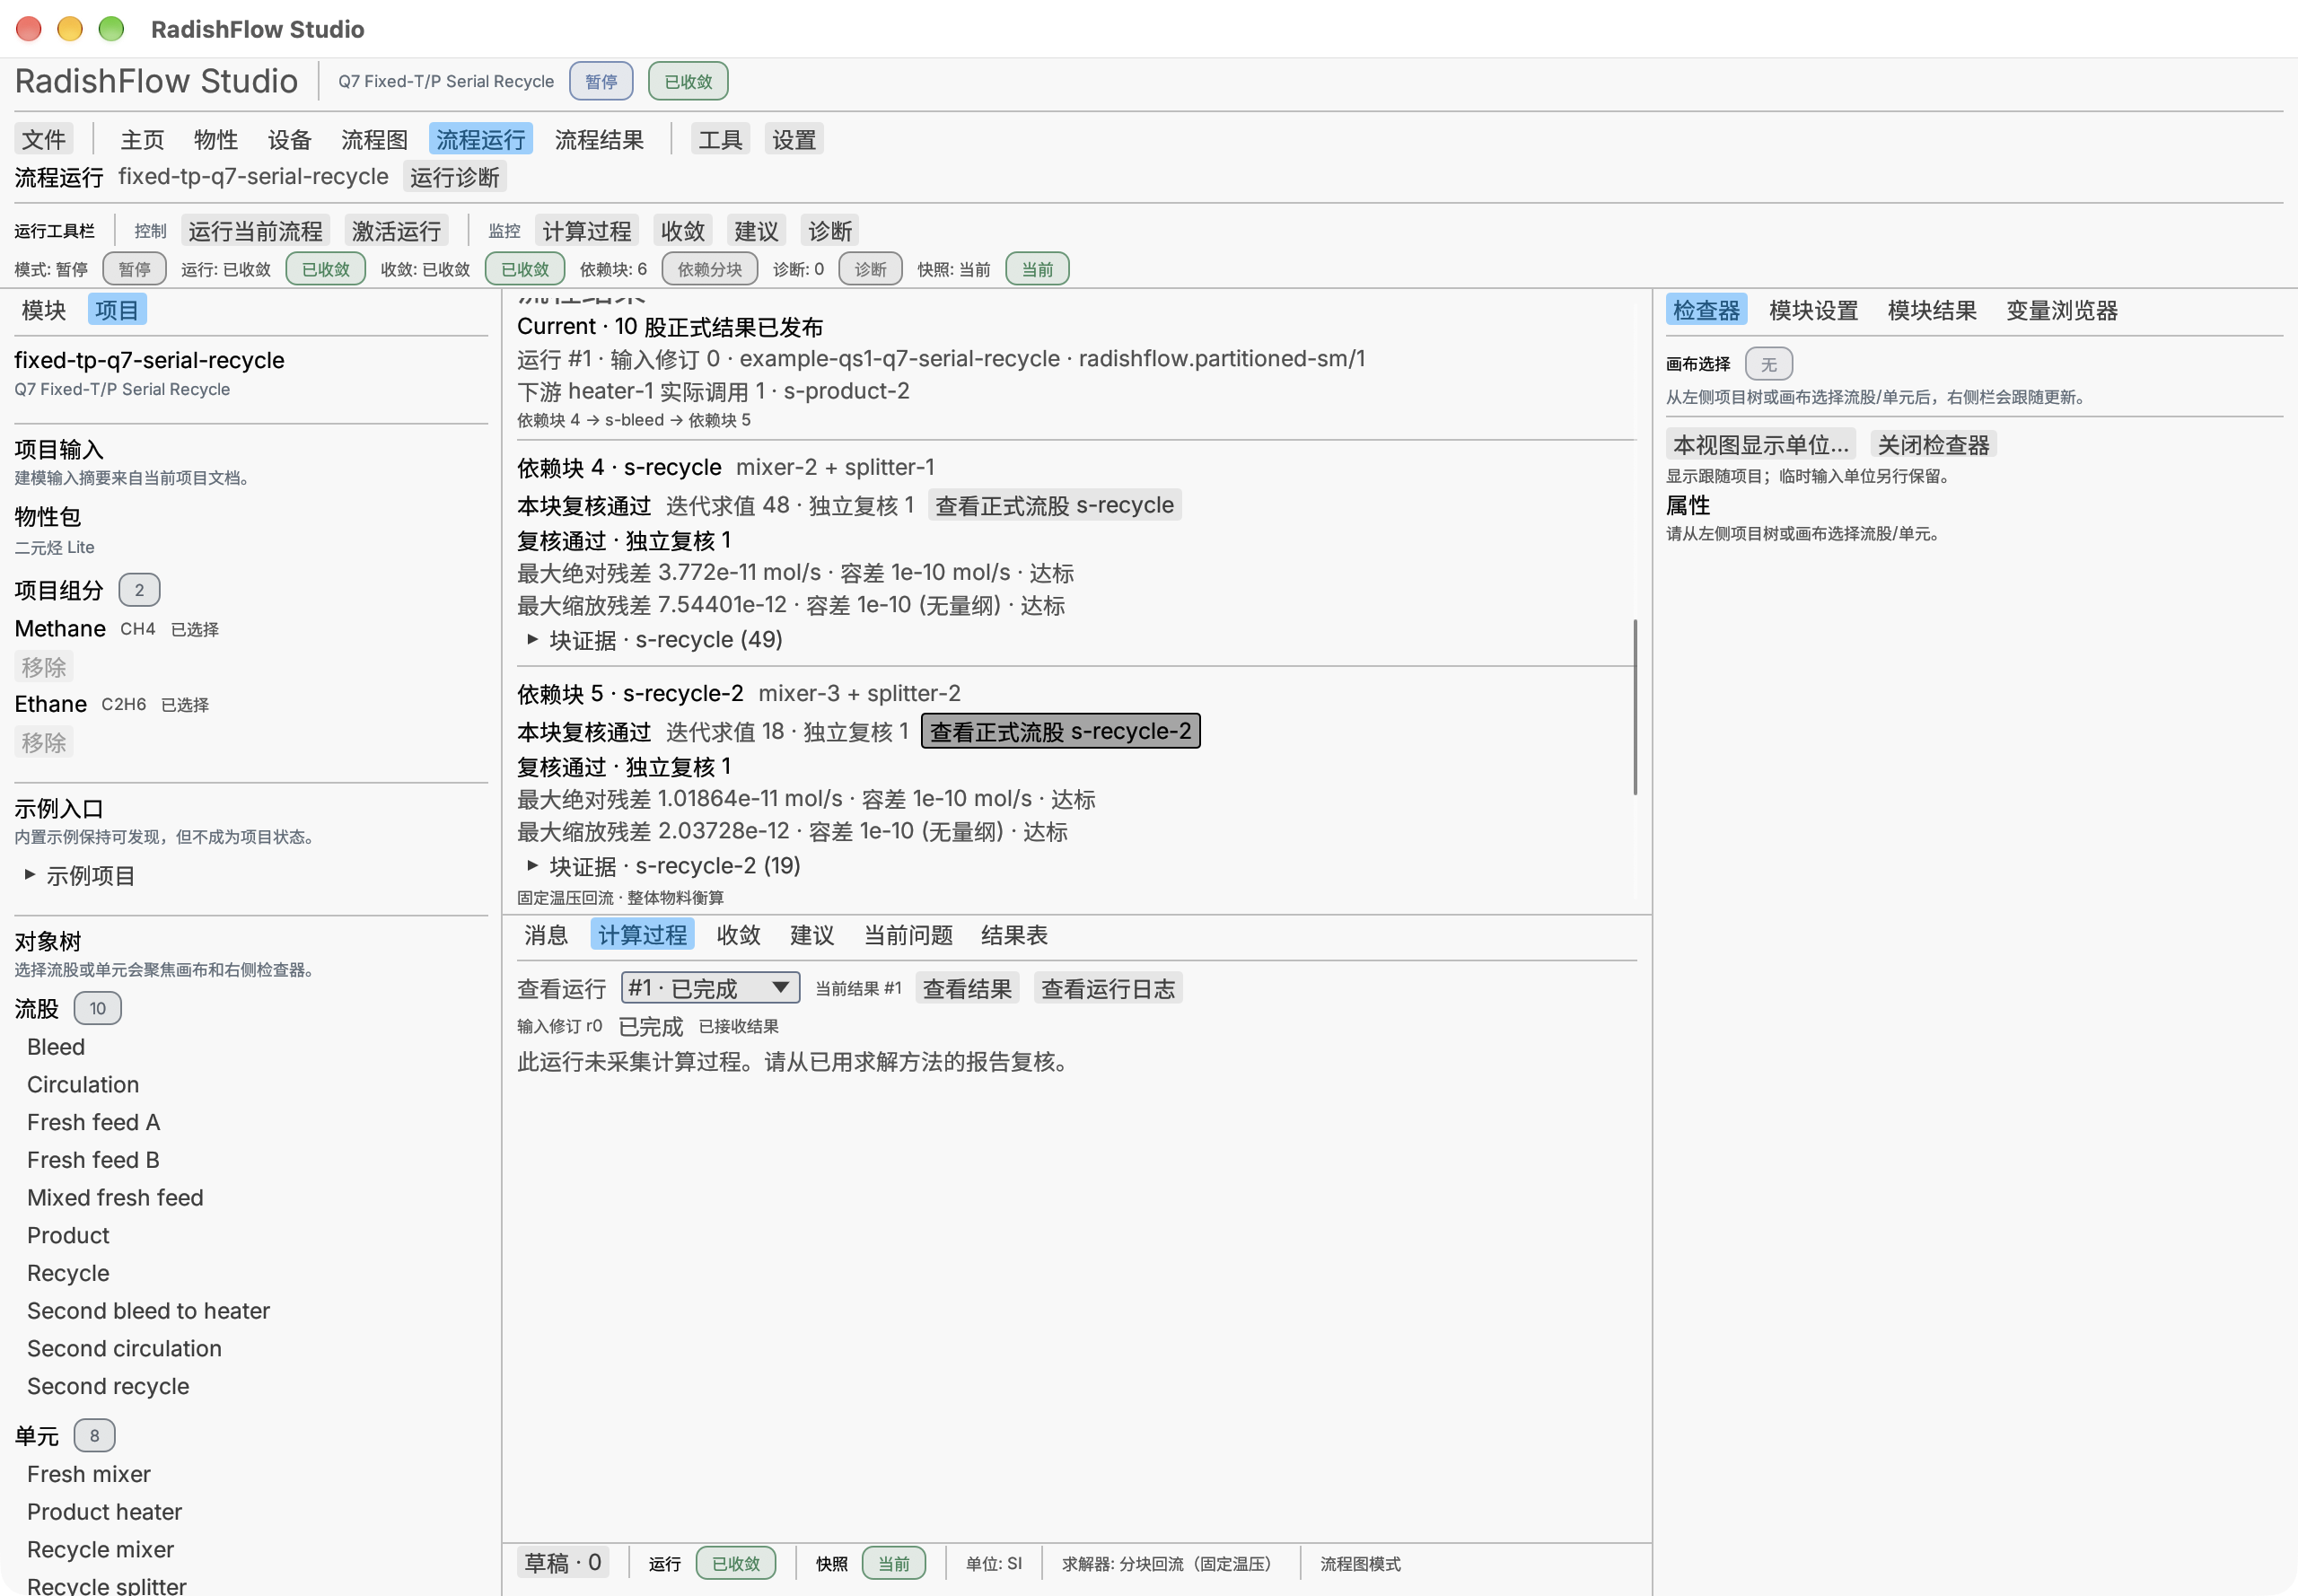 RadishFlow Studio
RadishFlow Studio Q7 Fixed-T/P Serial Recycle 暂停 已收敛
文件 主页 物性 设备 流程图 流程运行 流程结果 工具 设置
流程运行 fixed-tp-q7-serial-recycle 运行诊断
运行工具栏 控制 运行当前流程 激活运行 监控 计算过程 收敛 建议 诊断
模式: 暂停 暂停 运行: 已收敛 已收敛 收敛: 已收敛 已收敛 依赖块: 6 依赖分块 诊断: 0 诊断 快照: 当前 当前
模块 项目
fixed-tp-q7-serial-recycle
Q7 Fixed-T/P Serial Recycle
项目输入
建模输入摘要来自当前项目文档。
物性包
二元烃 Lite
项目组分 2
Methane CH4 已选择
移除
Ethane C2H6 已选择
移除
示例入口
内置示例保持可发现，但不成为项目状态。
▸ 示例项目
对象树
选择流股或单元会聚焦画布和右侧检查器。
流股 10
Bleed
Circulation
Fresh feed A
Fresh feed B
Mixed fresh feed
Product
Recycle
Second bleed to heater
Second circulation
Second recycle
单元 8
Fresh mixer
Product heater
Recycle mixer
Recycle splitter
流程结果
Current · 10 股正式结果已发布
运行 #1 · 输入修订 0 · example-qs1-q7-serial-recycle · radishflow.partitioned-sm/1
下游 heater-1 实际调用 1 · s-product-2
依赖块 4 → s-bleed → 依赖块 5
依赖块 4 · s-recycle mixer-2 + splitter-1
本块复核通过 迭代求值 48 · 独立复核 1 查看正式流股 s-recycle
复核通过 · 独立复核 1
最大绝对残差 3.772e-11 mol/s · 容差 1e-10 mol/s · 达标
最大缩放残差 7.54401e-12 · 容差 1e-10 (无量纲) · 达标
▸ 块证据 · s-recycle (49)
依赖块 5 · s-recycle-2 mixer-3 + splitter-2
本块复核通过 迭代求值 18 · 独立复核 1 查看正式流股 s-recycle-2
复核通过 · 独立复核 1
最大绝对残差 1.01864e-11 mol/s · 容差 1e-10 mol/s · 达标
最大缩放残差 2.03728e-12 · 容差 1e-10 (无量纲) · 达标
▸ 块证据 · s-recycle-2 (19)
固定温压回流 · 整体物料衡算
消息 计算过程 收敛 建议 当前问题 结果表
查看运行 #1 · 已完成 当前结果 #1 查看结果 查看运行日志
输入修订 r0 已完成 已接收结果
此运行未采集计算过程。请从已用求解方法的报告复核。
草稿 · 0 运行 已收敛 快照 当前 单位: SI 求解器: 分块回流（固定温压） 流程图模式
检查器 模块设置 模块结果 变量浏览器
画布选择 无
从左侧项目树或画布选择流股/单元后，右侧栏会跟随更新。
本视图显示单位... 关闭检查器
显示跟随项目；临时输入单位另行保留。
属性
请从左侧项目树或画布选择流股/单元。